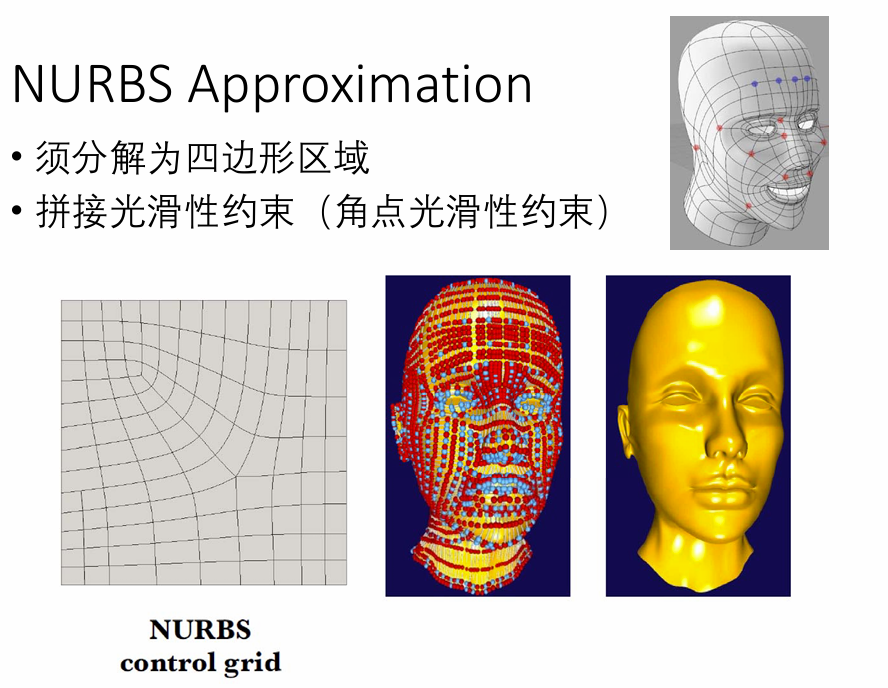 NURBS Approximation
• 须分解为四边形区域
• 拼接光滑性约束（角点光滑性约束）
NURBS
control grid